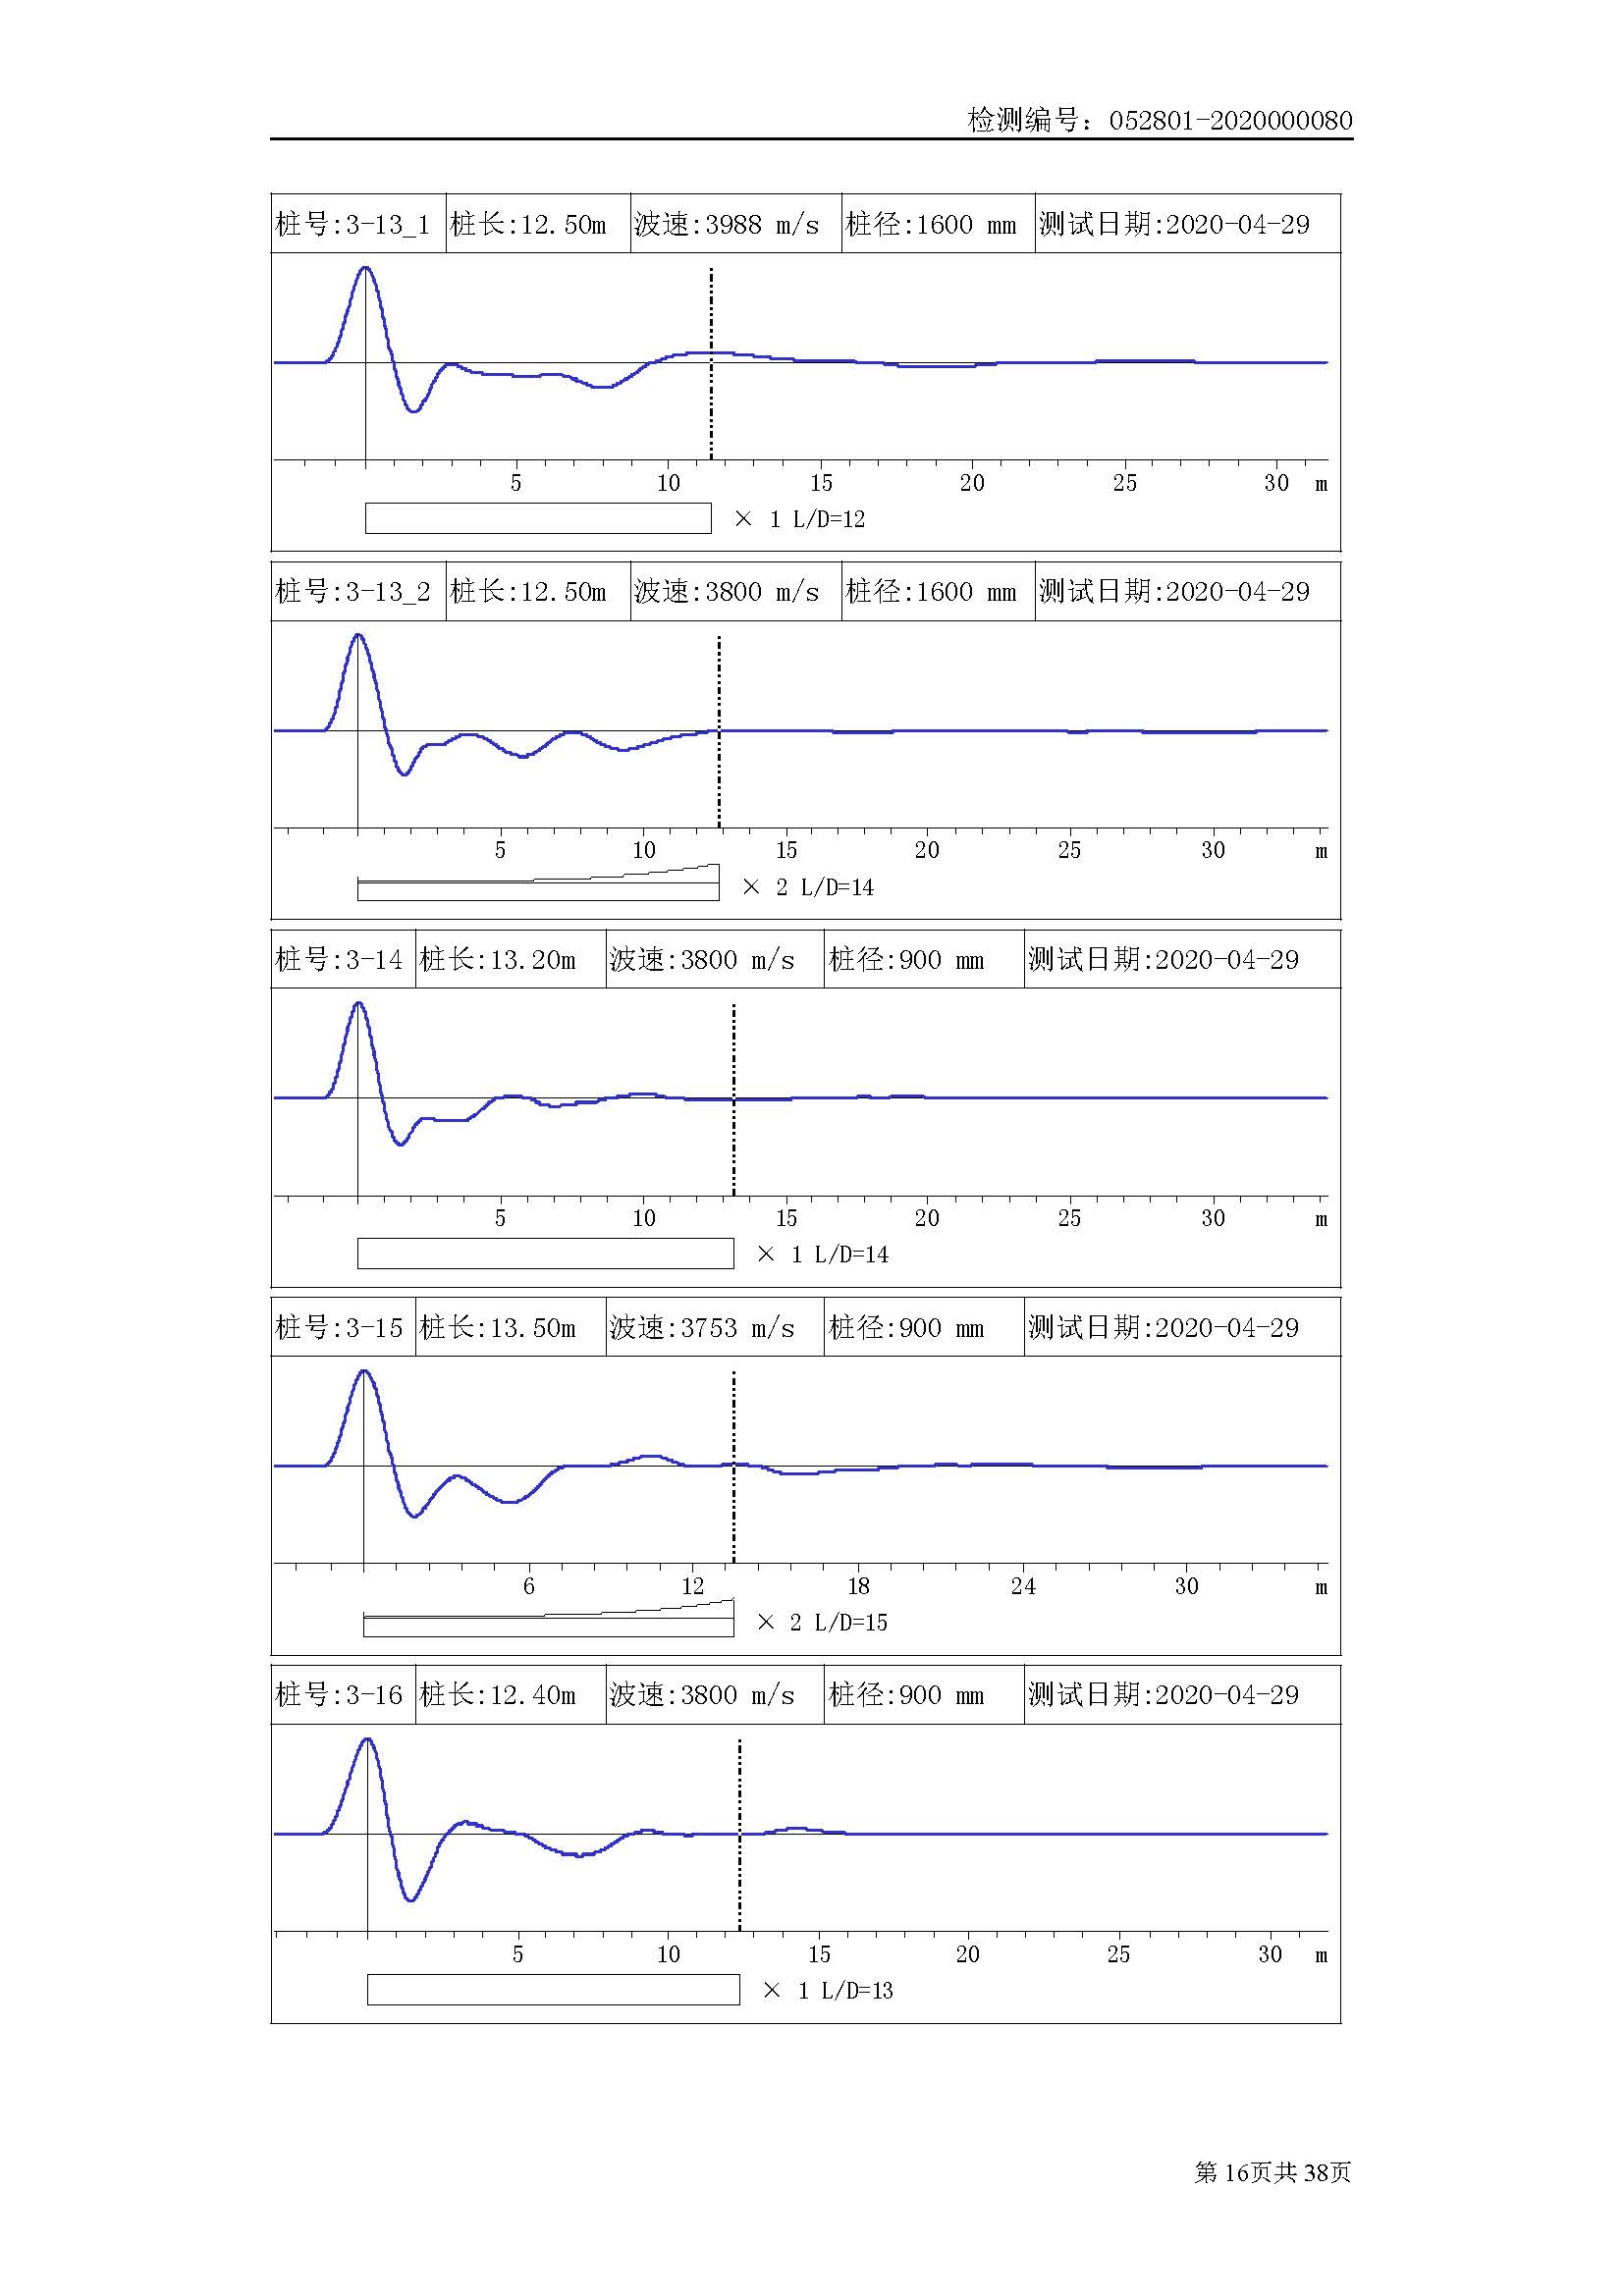 检测编号：052801-2020000080
桩号:3-13_1 桩长:12.50m 波速:3988 m/s 桩径:1600 mm 测试日期:2020-04-29
5 10 15 20 25 30 m
× 1 L/D=12
桩号:3-13_2 桩长:12.50m 波速:3800 m/s 桩径:1600 mm 测试日期:2020-04-29
5 10 15 20 25 30 m
× 2 L/D=14
桩号:3-14 桩长:13.20m 波速:3800 m/s 桩径:900 mm 测试日期:2020-04-29
5 10 15 20 25 30 m
× 1 L/D=14
桩号:3-15 桩长:13.50m 波速:3753 m/s 桩径:900 mm 测试日期:2020-04-29
6 12 18 24 30 m
× 2 L/D=15
桩号:3-16 桩长:12.40m 波速:3800 m/s 桩径:900 mm 测试日期:2020-04-29
5 10 15 20 25 30 m
× 1 L/D=13
第 16页共 38页